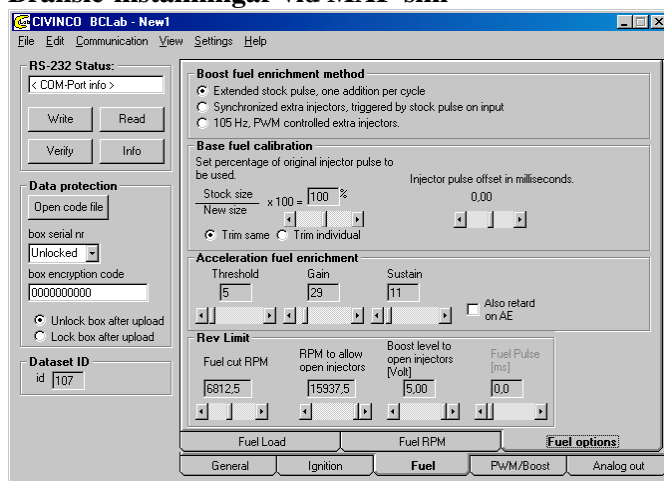 Bränsle inställningar vid MAP sim
CIVINCO BCLab - New1
File Edit Communication View Settings Help
RS-232 Status:
< COM-Port info >
Write Read
Verify Info
Data protection
Open code file
box serial nr
Unlocked
box encryption code
0000000000
Unlock box after upload
Lock box after upload
Dataset ID
id 107
Boost fuel enrichment method
Extended stock pulse, one addition per cycle
Synchronized extra injectors, triggered by stock pulse on input
105 Hz, PWM controlled extra injectors.
Base fuel calibration
Set percentage of original injector pulse to
be used.
Stock size
New size
x 100 = 100 %
Trim same Trim individual
Injector pulse offset in milliseconds.
0,00
Acceleration fuel enrichment
Threshold Gain Sustain
5 29 11
Also retard
on AE
Rev Limit
Fuel cut RPM
6812,5
RPM to allow
open injectors
15937,5
Boost level to
open injectors
[Volt]
5,00
Fuel Pulse
[ms]
0,0
Fuel Load Fuel RPM Fuel options
General Ignition Fuel PWM/Boost Analog out